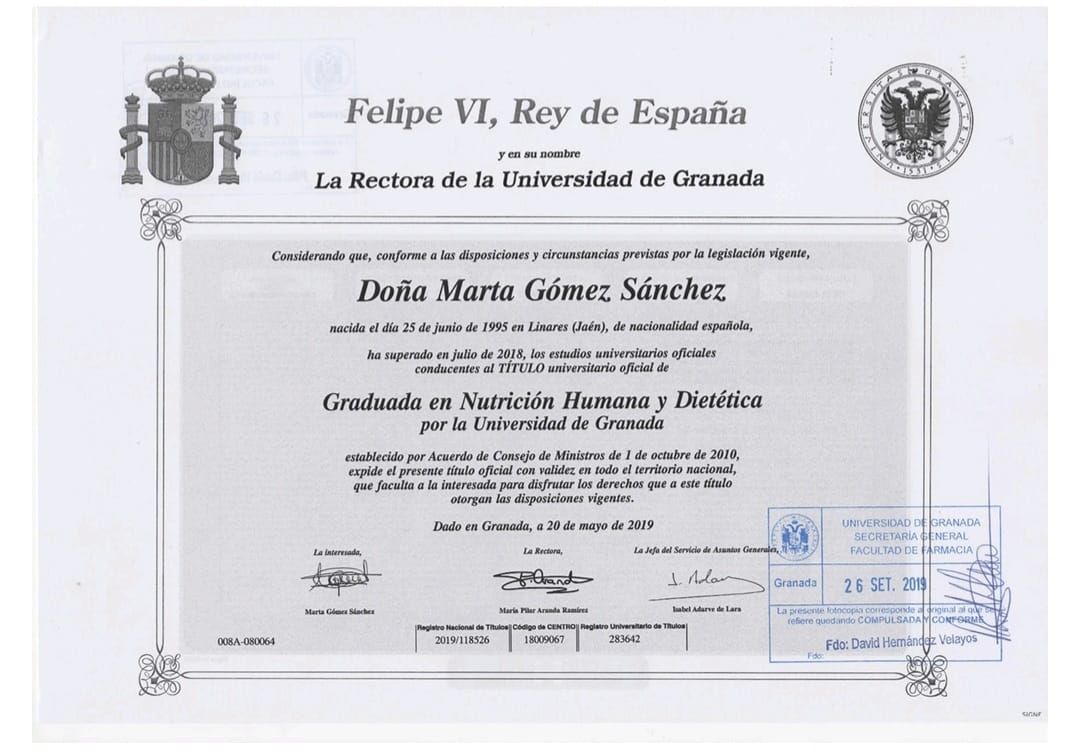 Felipe VI, Rey de España
y en su nombre
La Rectora de la Universidad de Granada
UNIVERSITAS GRANATENSIS
1531
Considerando que, conforme a las disposiciones y circunstancias previstas por la legislación vigente,
Doña Marta Gómez Sánchez
nacida el día 25 de junio de 1995 en Linares (Jaén), de nacionalidad española,
ha superado en julio de 2018, los estudios universitarios oficiales
conducentes al TÍTULO universitario oficial de
Graduada en Nutrición Humana y Dietética
por la Universidad de Granada
establecido por Acuerdo de Consejo de Ministros de 1 de octubre de 2010,
expide el presente título oficial con validez en todo el territorio nacional,
que faculta a la interesada para disfrutar los derechos que a este título
otorgan las disposiciones vigentes.
Dado en Granada, a 20 de mayo de 2019
La interesada,
La Rectora,
La Jefa del Servicio de Asuntos Generales,
Marta Gómez Sánchez
María Pilar Aranda Ramírez
Isabel Adarve de Lara
008A-080064
Registro Nacional de Títulos Código de CENTRO Registro Universitario de Títulos
2019/118526 18009067 283642
UNIVERSIDAD DE GRANADA
SECRETARÍA GENERAL
FACULTAD DE FARMACIA
Granada 26 SET. 2019
La presente fotocopia corresponde al original al que se
refiere quedando COMPULSADA Y CONFORME
Fdo: David Hernández Velayos
Fdo:
SIGNE